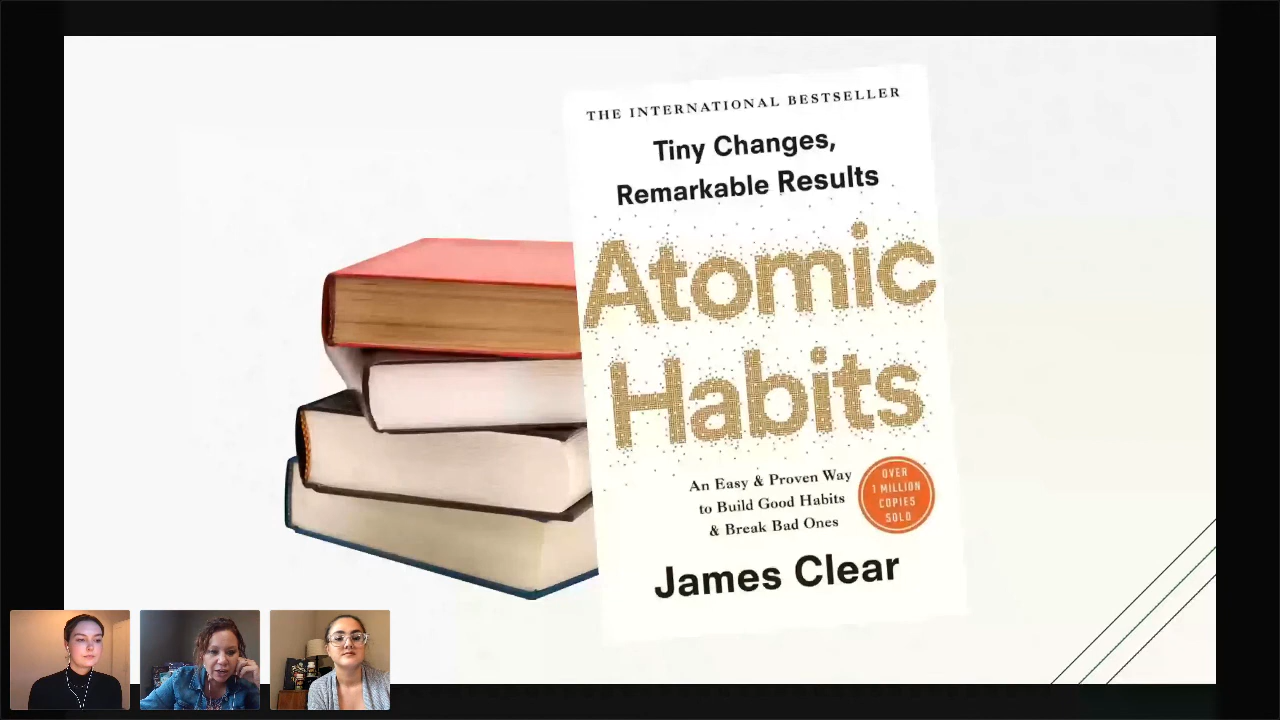 THE INTERNATIONAL BESTSELLER
Tiny Changes,
Remarkable Results
Atomic
Habits
An Easy & Proven Way
to Build Good Habits
& Break Bad Ones
OVER
1 MILLION
COPIES
SOLD
James Clear